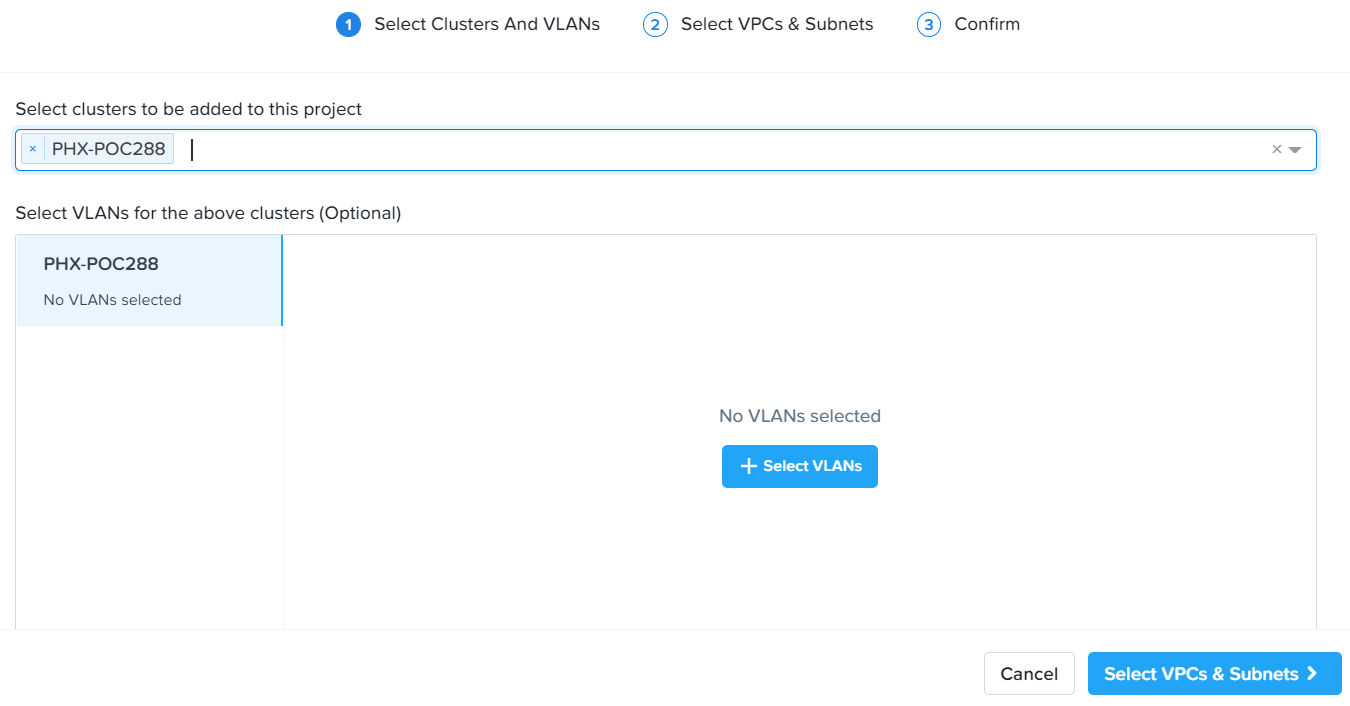 1 Select Clusters And VLANs 2 Select VPCs & Subnets 3 Confirm
Select clusters to be added to this project
× PHX-POC288 ×
Select VLANs for the above clusters (Optional)
PHX-POC288
No VLANs selected
No VLANs selected
+ Select VLANs
Cancel Select VPCs & Subnets >